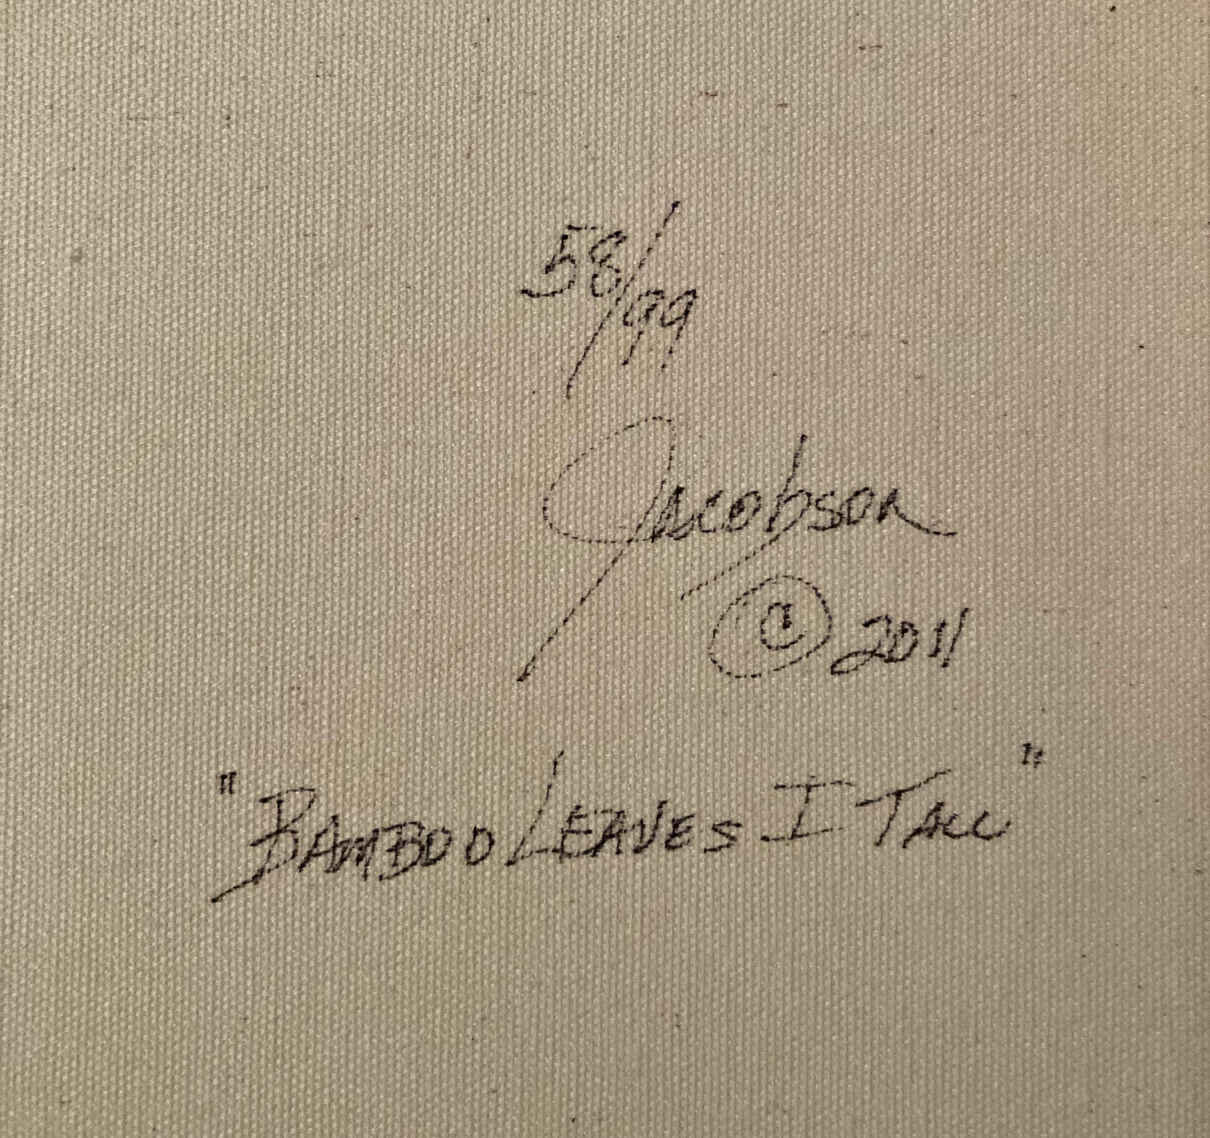 58/99
Jacobson
© 2011
"BAMBOO LEAVES I TALL"